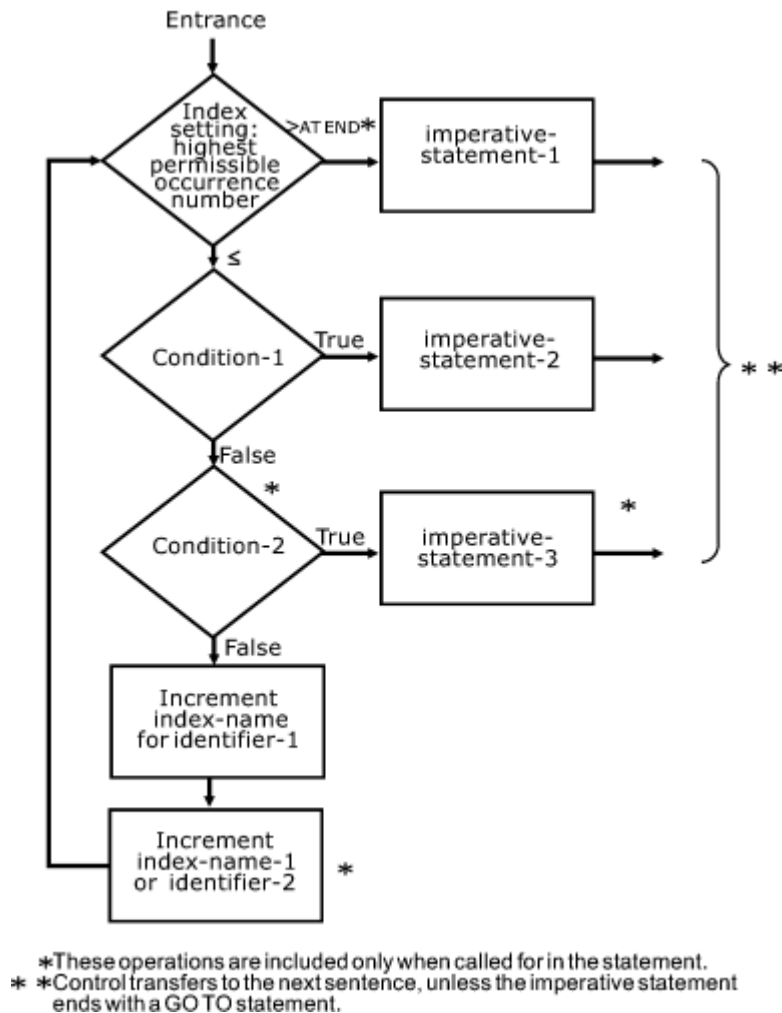 Entrance
Index
setting:
highest
permissible
occurrence
number
>AT END*
imperative-
statement-1
≤
Condition-1
True
imperative-
statement-2
* *
False
*
Condition-2
True
imperative-
statement-3
*
False
Increment
index-name
for identifier-1
Increment
index-name-1
or identifier-2
*
*These operations are included only when called for in the statement.
* *Control transfers to the next sentence, unless the imperative statement
ends with a GO TO statement.